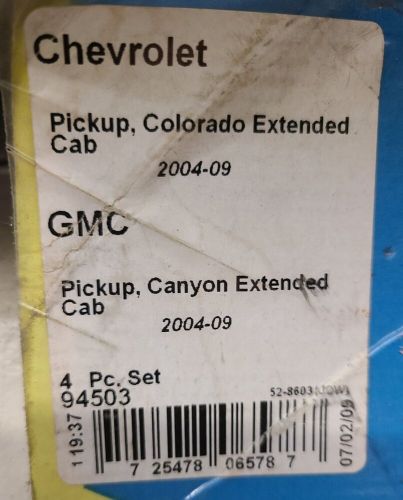 Chevrolet
Pickup, Colorado Extended
Cab
2004-09
GMC
Pickup, Canyon Extended
Cab
2004-09
4 Pc. Set
94503
52-8603(JOW)
119:37
7 25478 06578 7
07/02/09